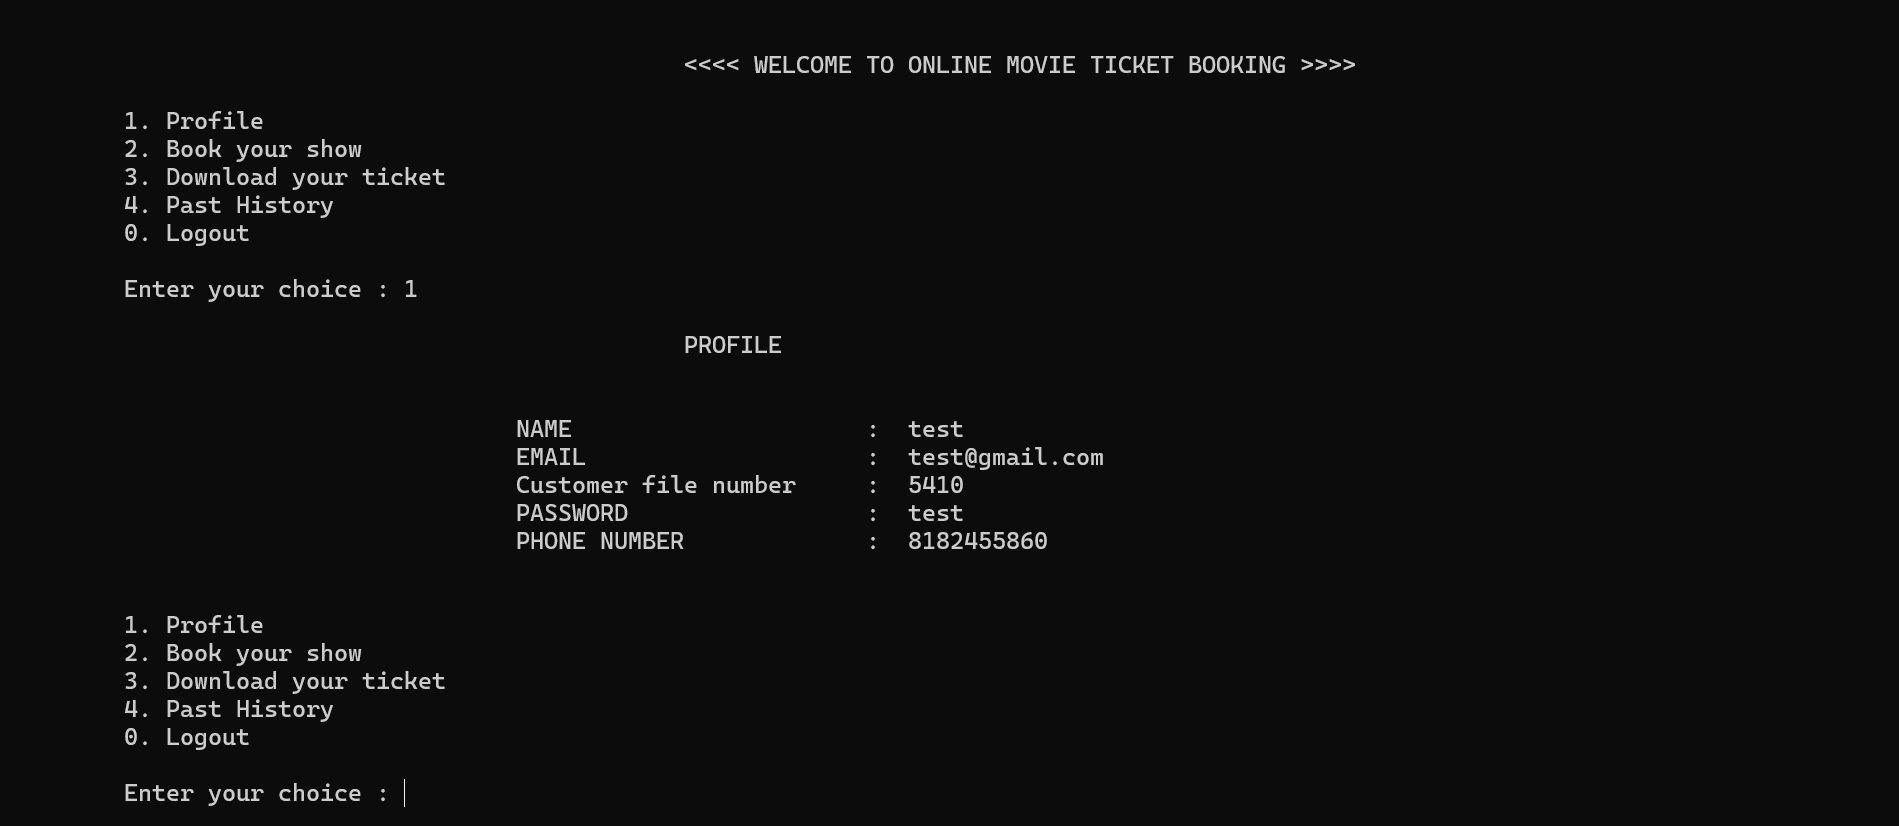 <<<< WELCOME TO ONLINE MOVIE TICKET BOOKING >>>>
1. Profile
2. Book your show
3. Download your ticket
4. Past History
0. Logout
Enter your choice : 1
PROFILE
NAME : test
EMAIL : test@gmail.com
Customer file number : 5410
PASSWORD : test
PHONE NUMBER : 8182455860
1. Profile
2. Book your show
3. Download your ticket
4. Past History
0. Logout
Enter your choice :